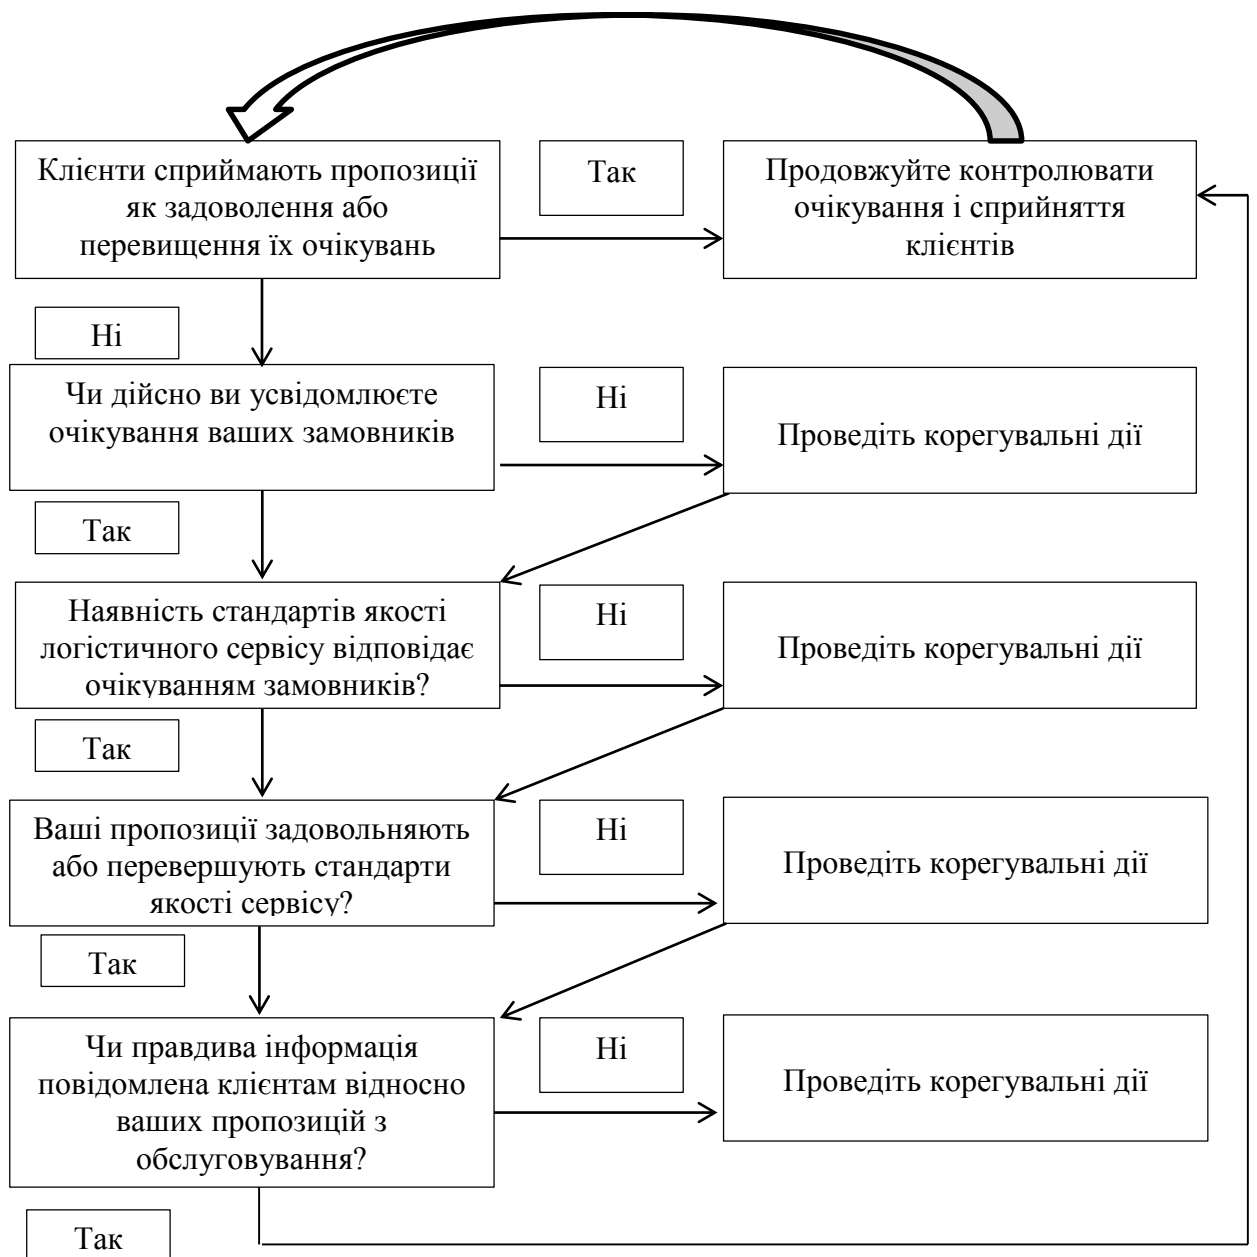 Клієнти сприймають пропозиції
як задоволення або
перевищення їх очікувань
Так
Продовжуйте контролювати
очікування і сприйняття
клієнтів
Ні
Чи дійсно ви усвідомлюєте
очікування ваших замовників
Ні
Проведіть корегувальні дії
Так
Наявність стандартів якості
логістичного сервісу відповідає
очікуванням замовників?
Ні
Проведіть корегувальні дії
Так
Ваші пропозиції задовольняють
або перевершують стандарти
якості сервісу?
Ні
Проведіть корегувальні дії
Так
Чи правдива інформація
повідомлена клієнтам відносно
ваших пропозицій з
обслуговування?
Ні
Проведіть корегувальні дії
Так